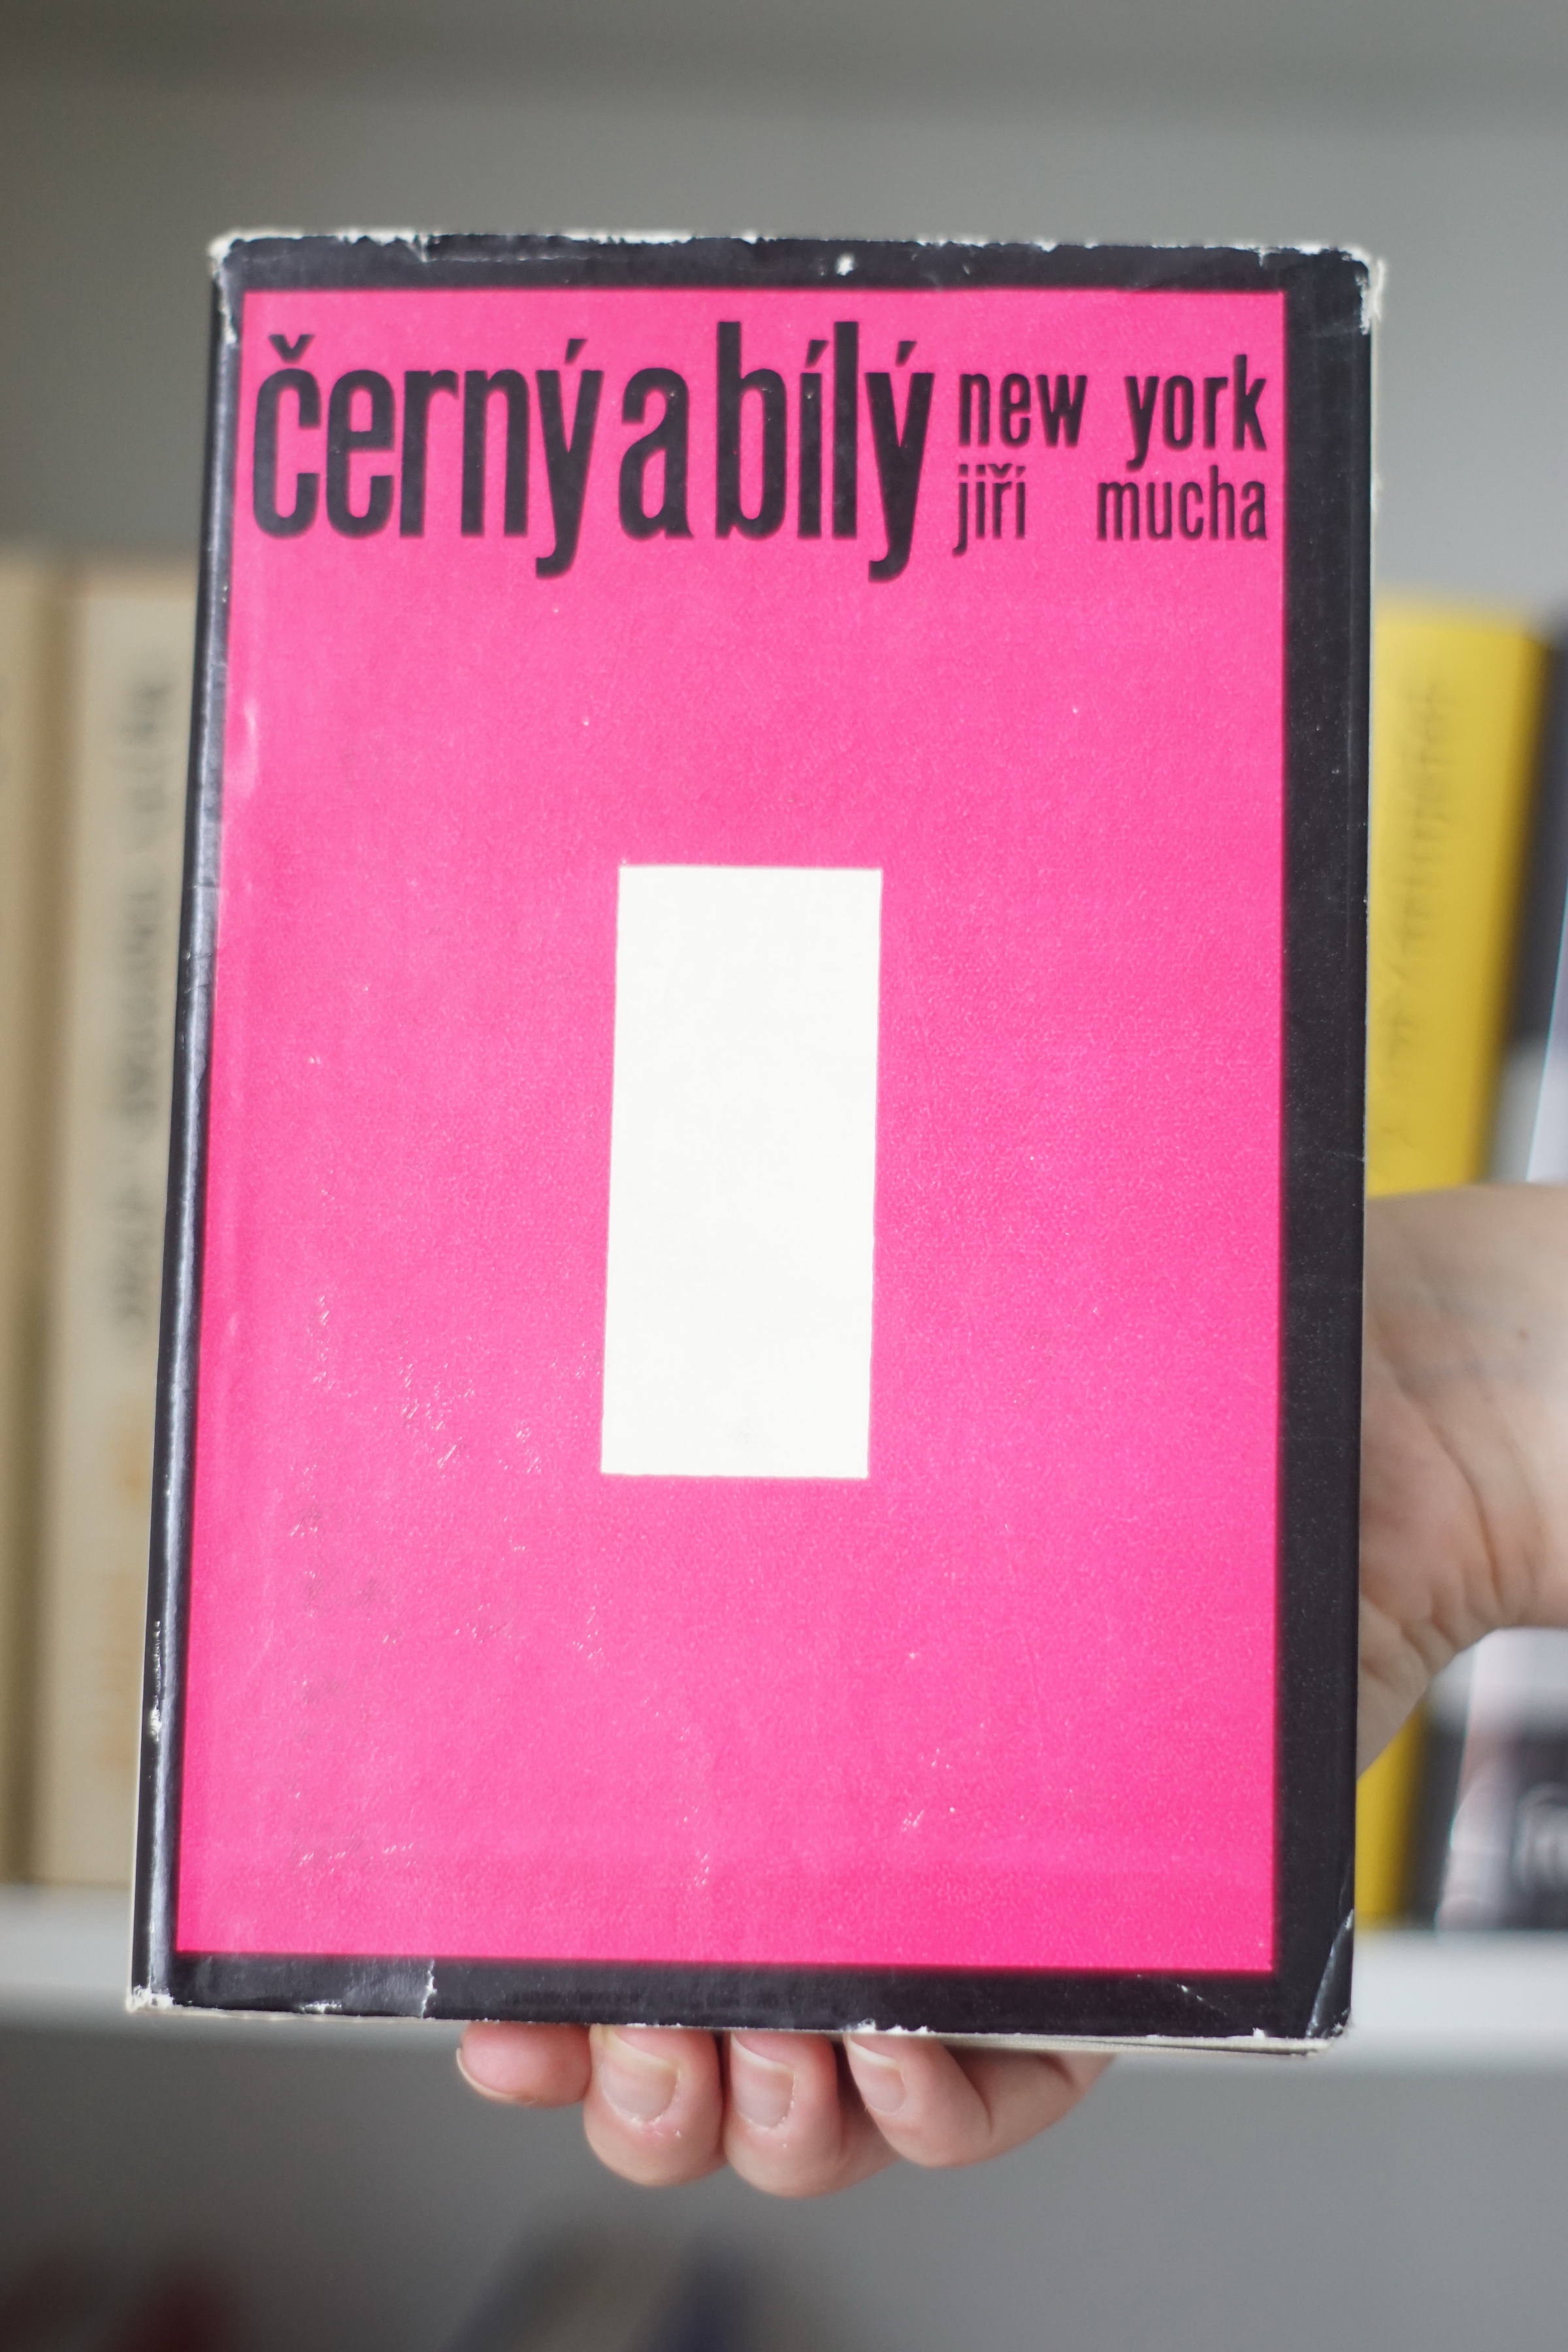 černý a bílý
new york
jiří mucha